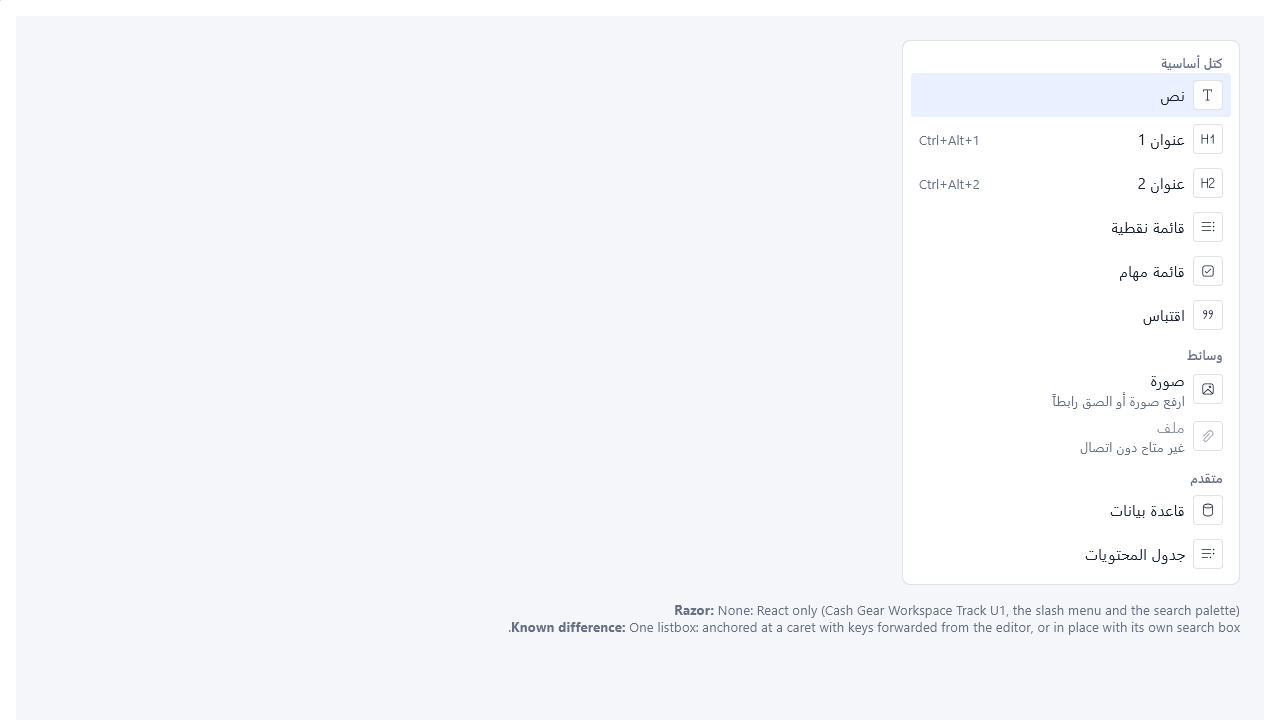 كتل أساسية
T نص
H1 عنوان 1 Ctrl+Alt+1
H2 عنوان 2 Ctrl+Alt+2
قائمة نقطية
قائمة مهام
اقتباس
وسائط
صورة
ارفع صورة أو الصق رابطاً
ملف
غير متاح دون اتصال
متقدم
قاعدة بيانات
جدول المحتويات
Razor: None: React only (Cash Gear Workspace Track U1, the slash menu and the search palette)
Known difference: One listbox: anchored at a caret with keys forwarded from the editor, or in place with its own search box.